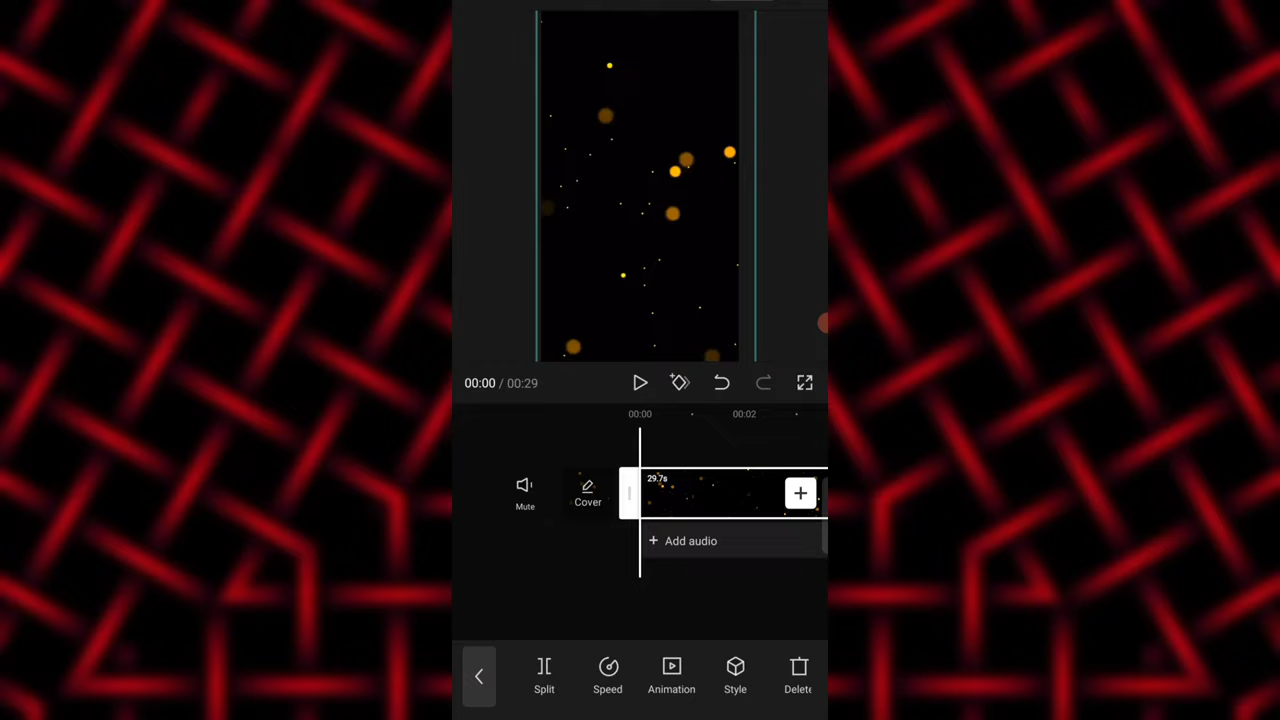 00:00 / 00:29
00:00
00:02
29.7s
Mute
Cover
Add audio
Split
Speed
Animation
Style
Delete